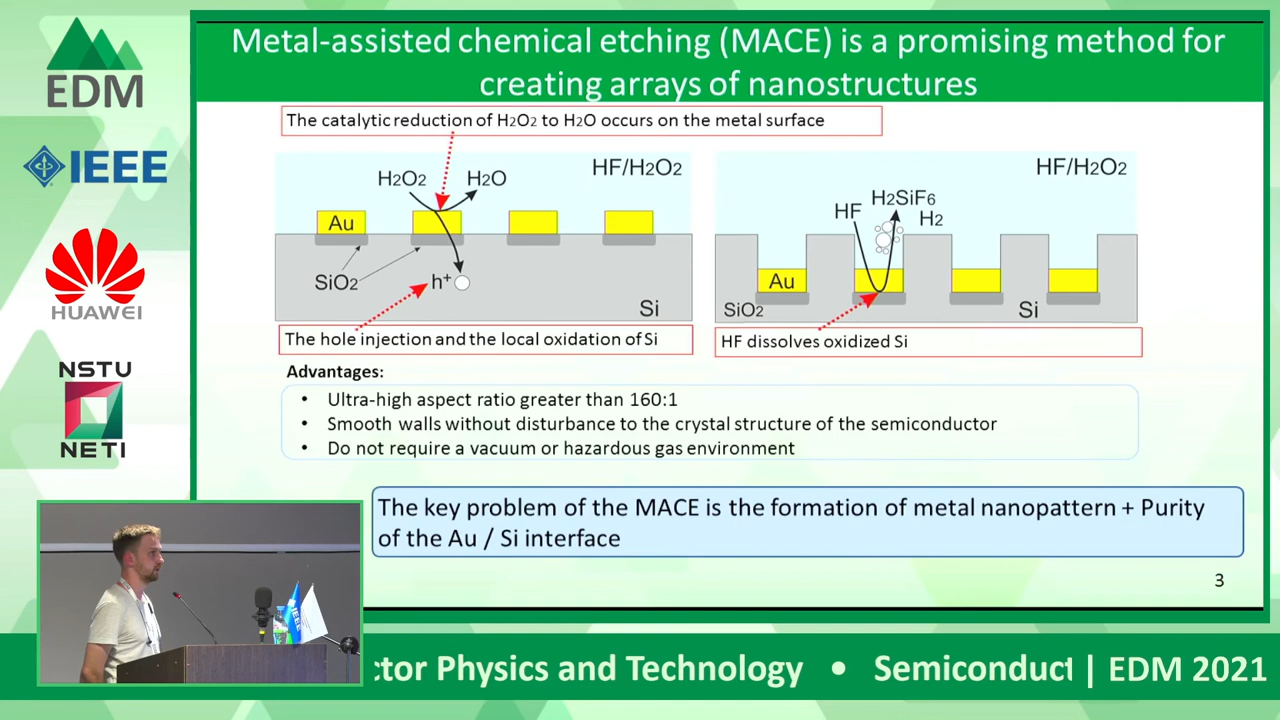 EDM
IEEE
HUAWEI
NSTU
NETI
Metal-assisted chemical etching (MACE) is a promising method for
creating arrays of nanostructures
The catalytic reduction of H2O2 to H2O occurs on the metal surface
H2O2
H2O
HF/H2O2
Au
SiO2
h+
Si
The hole injection and the local oxidation of Si
HF/H2O2
HF
H2SiF6
H2
Au
SiO2
Si
HF dissolves oxidized Si
Advantages:
• Ultra-high aspect ratio greater than 160:1
• Smooth walls without disturbance to the crystal structure of the semiconductor
• Do not require a vacuum or hazardous gas environment
The key problem of the MACE is the formation of metal nanopattern + Purity
of the Au / Si interface
3
IEEE
ctor Physics and Technology • Semiconduct | EDM 2021